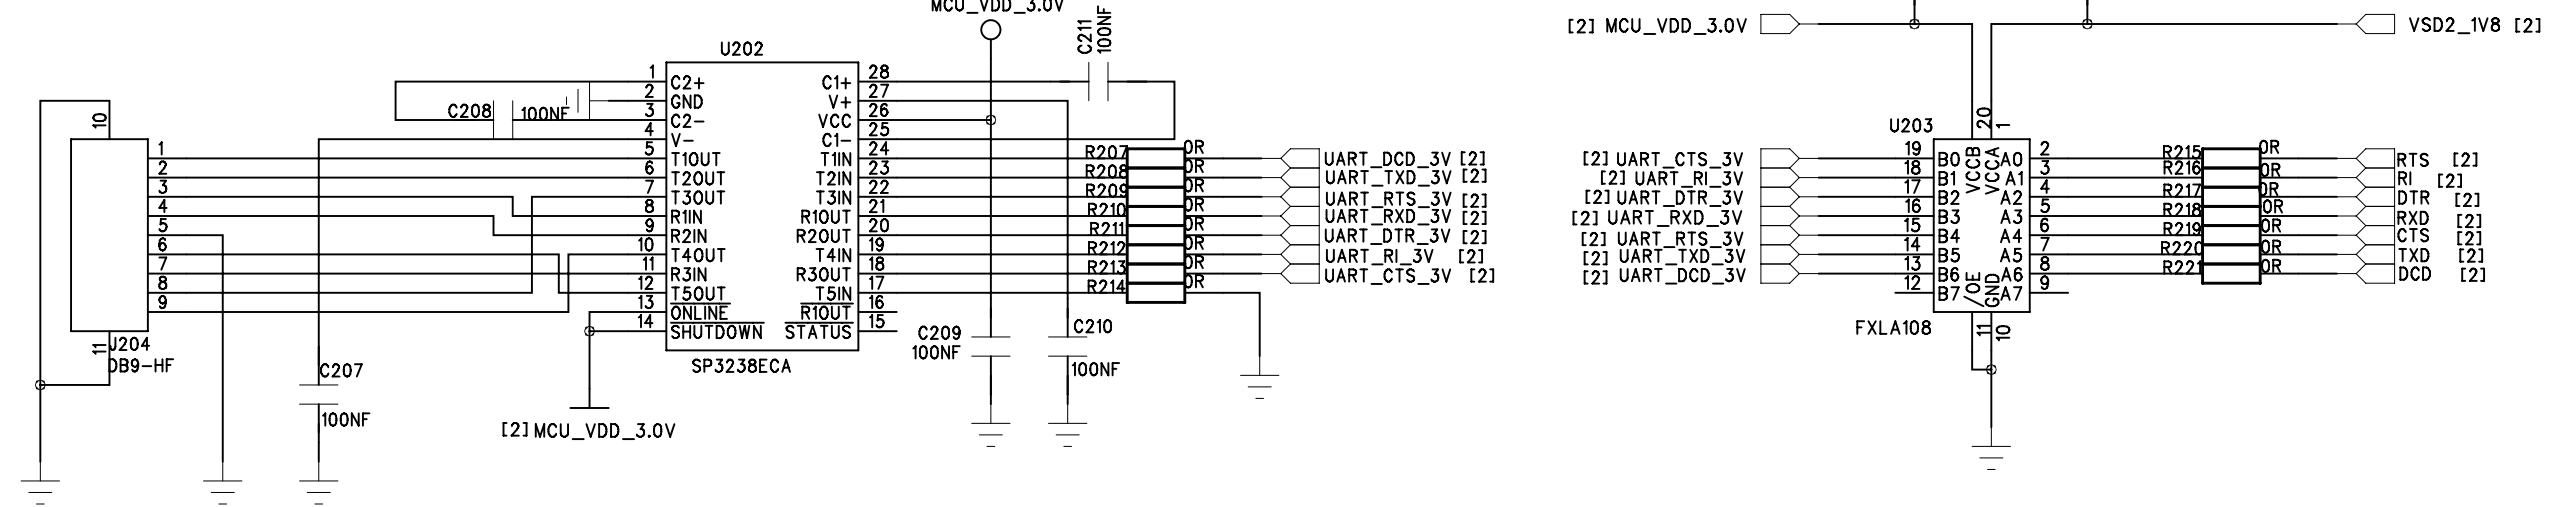 MCU_VDD_3.0V
C211
100NF
U202
1 C2+ C1+ 28
2 GND V+ 27
3 C2- VCC 26
4 V- C1- 25
5 T1OUT T1IN 24
6 T2OUT T2IN 23
7 T3OUT T3IN 22
8 R1IN R1OUT 21
9 R2IN R2OUT 20
10 T4OUT T4IN 19
11 R3IN R3OUT 18
12 T5OUT T5IN 17
13 ONLINE R1OUT 16
14 SHUTDOWN STATUS 15
SP3238ECA
C208 100NF
10
1
2
3
4
5
6
7
8
9
11
J204
DB9-HF
C207
100NF
[2] MCU_VDD_3.0V
C209
100NF
C210
100NF
R207 0R UART_DCD_3V [2]
R208 0R UART_TXD_3V [2]
R209 0R UART_RTS_3V [2]
R210 0R UART_RXD_3V [2]
R211 0R UART_DTR_3V [2]
R212 0R UART_RI_3V [2]
R213 0R UART_CTS_3V [2]
R214 0R
[2] MCU_VDD_3.0V
VSD2_1V8 [2]
U203
20 1
VCCB VCCA
[2] UART_CTS_3V 19 B0 A0 2 R215 0R RTS [2]
[2] UART_RI_3V 18 B1 A1 3 R216 0R RI [2]
[2] UART_DTR_3V 17 B2 A2 4 R217 0R DTR [2]
[2] UART_RXD_3V 16 B3 A3 5 R218 0R RXD [2]
[2] UART_RTS_3V 15 B4 A4 6 R219 0R CTS [2]
[2] UART_TXD_3V 14 B5 A5 7 R220 0R TXD [2]
[2] UART_DCD_3V 13 B6 A6 8 R221 0R DCD [2]
12 B7 A7 9
/OE GND
11 10
FXLA108